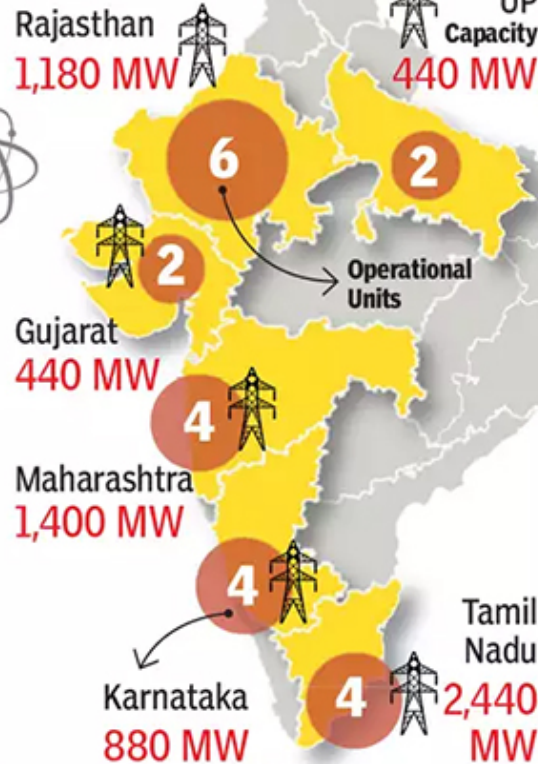 Rajasthan
1,180 MW
UP
Capacity
440 MW
6
2
2
Operational
Units
Gujarat
440 MW
4
Maharashtra
1,400 MW
4
Karnataka
880 MW
Tamil
Nadu
4
2,440
MW